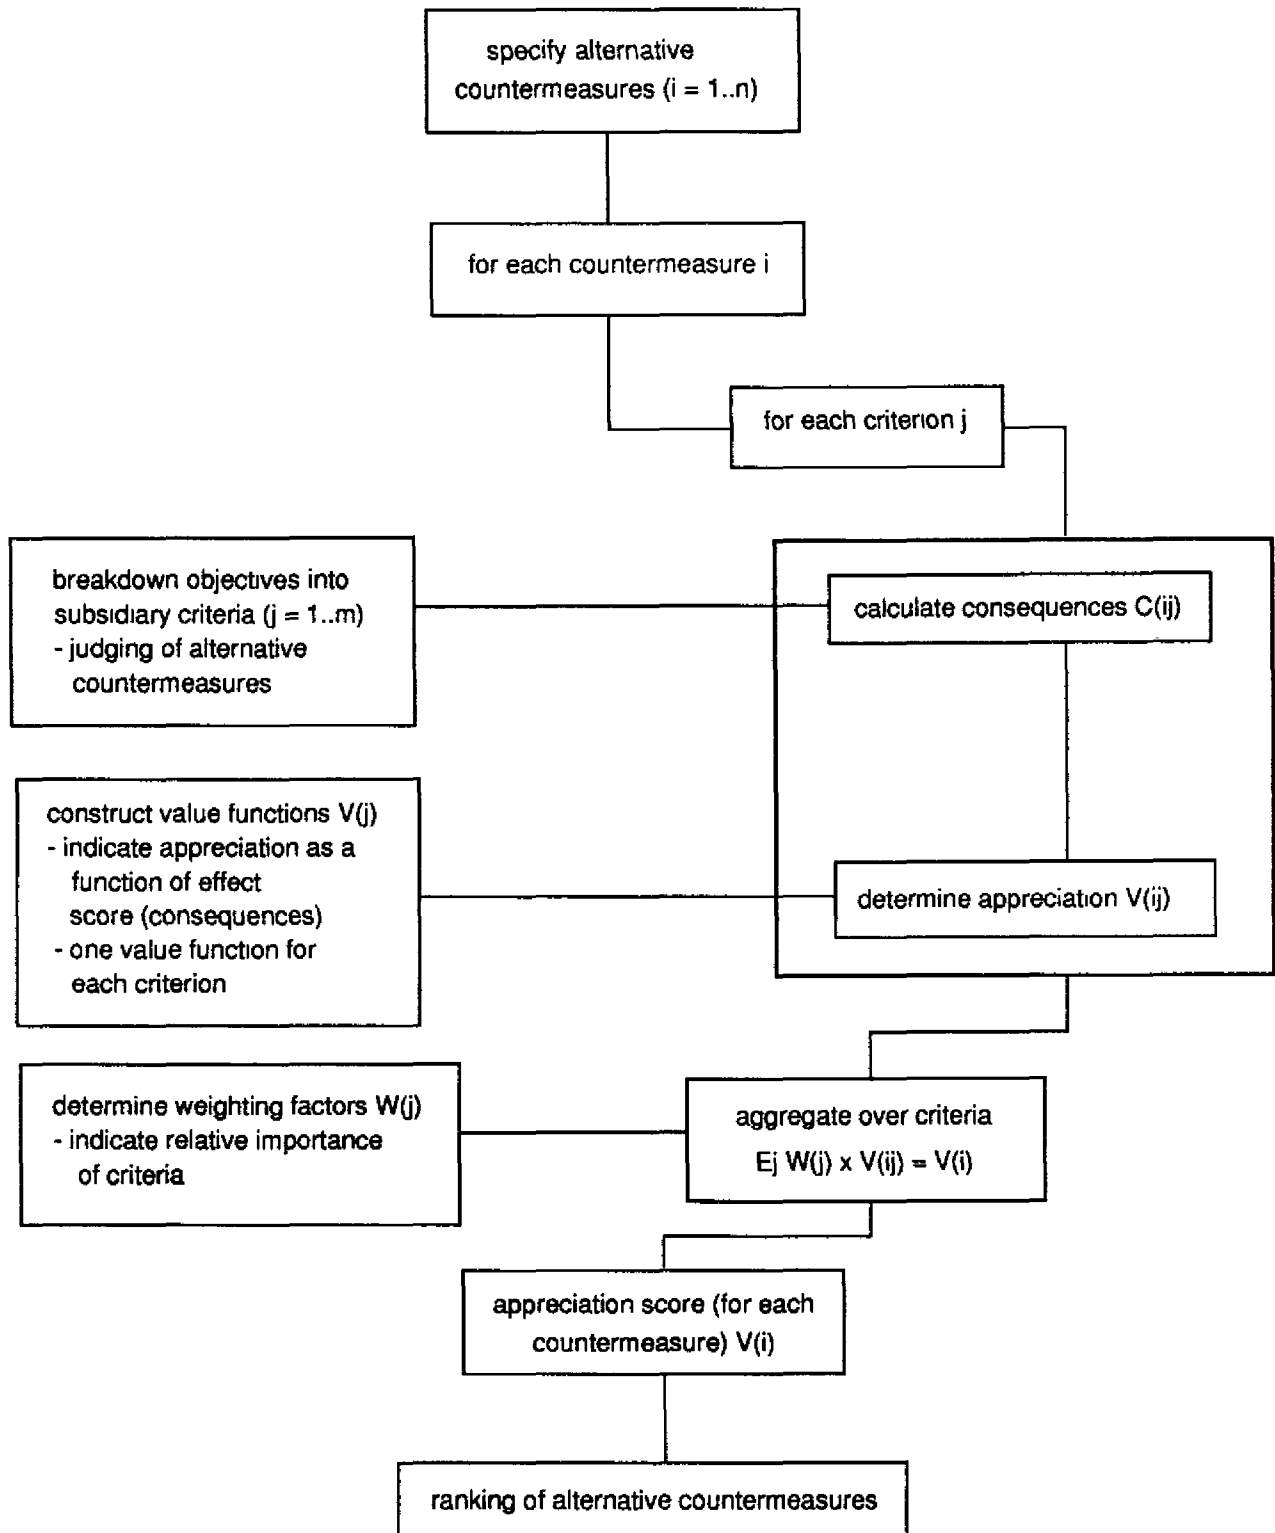 specify alternative
countermeasures (i = 1..n)
for each countermeasure i
for each criterion j
breakdown objectives into
subsidiary criteria (j = 1..m)
- judging of alternative
countermeasures
calculate consequences C(ij)
construct value functions V(j)
- indicate appreciation as a
function of effect
score (consequences)
- one value function for
each criterion
determine appreciation V(ij)
determine weighting factors W(j)
- indicate relative importance
of criteria
aggregate over criteria
Ej W(j) x V(ij) = V(i)
appreciation score (for each
countermeasure) V(i)
ranking of alternative countermeasures